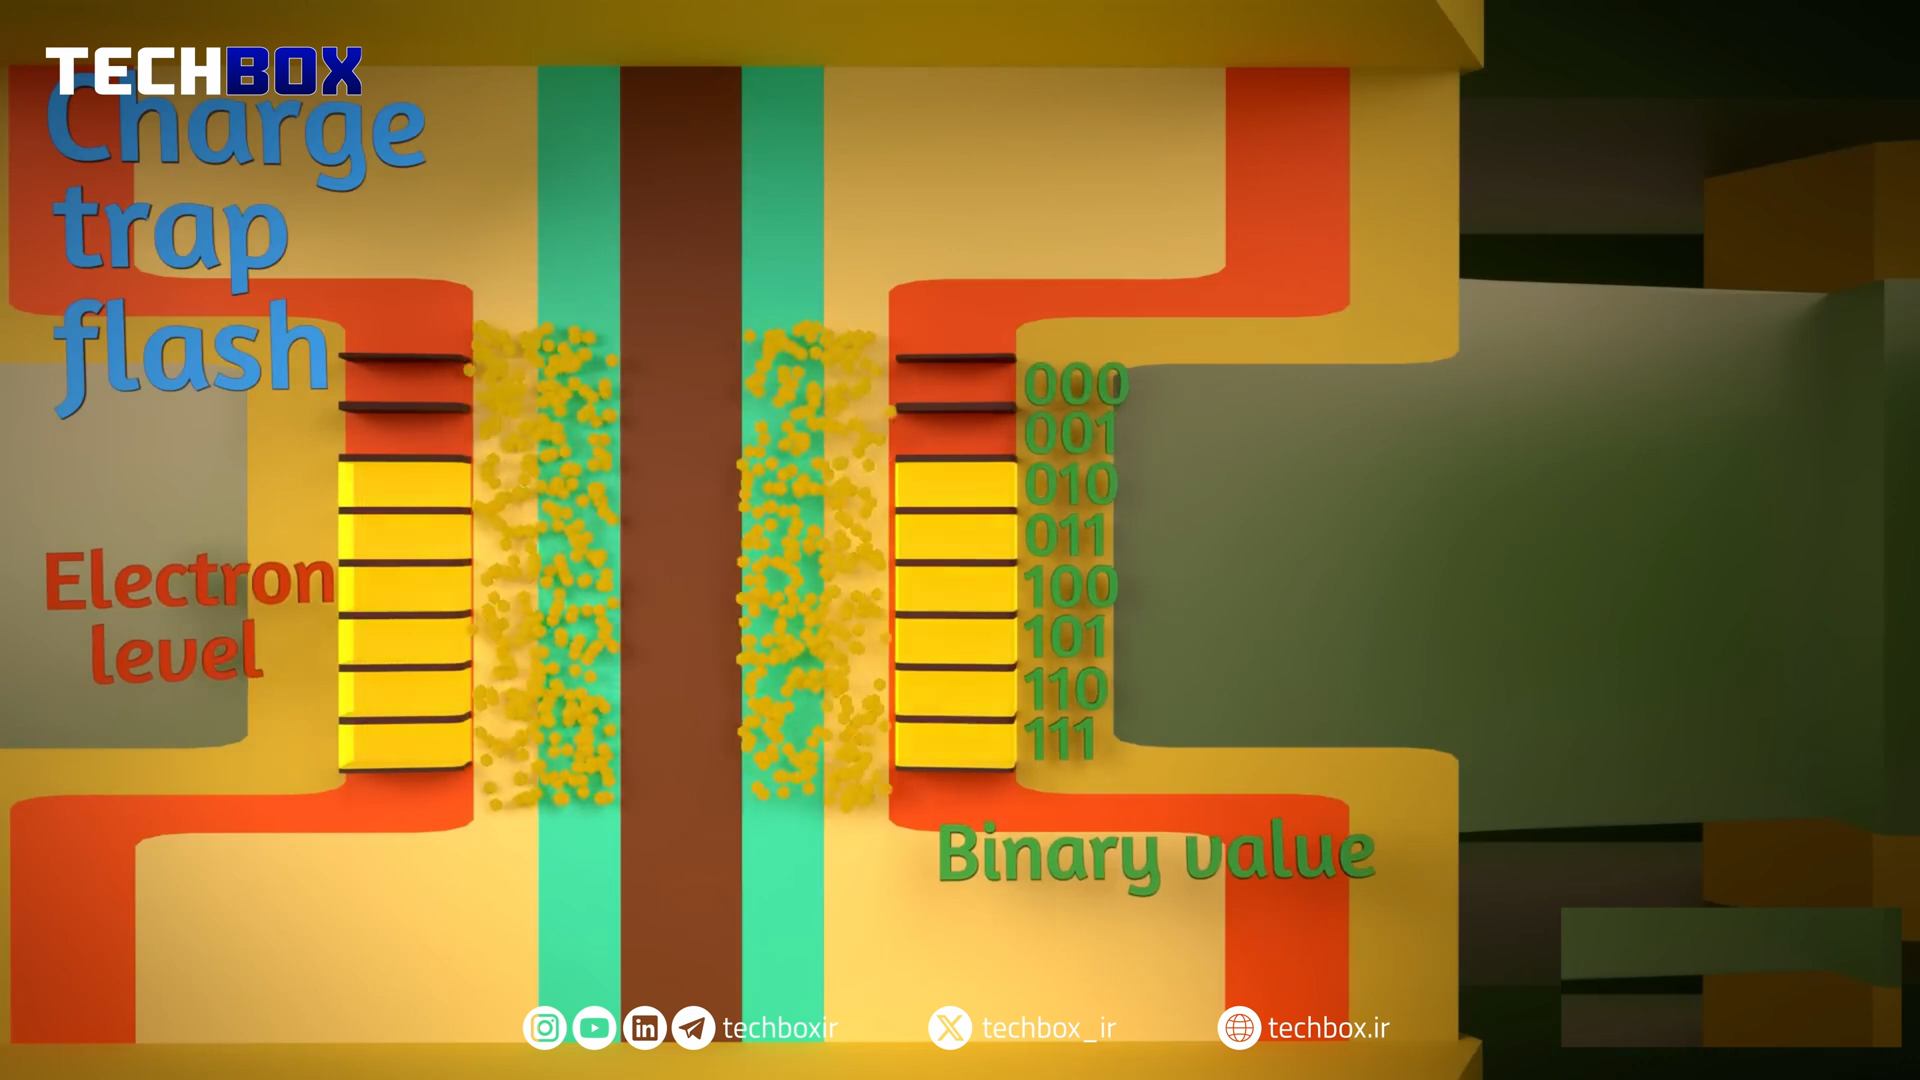 TECHBOX
Charge
trap
flash
Electron
level
000
001
010
011
100
101
110
111
Binary value
techboxir
techbox_ir
techbox.ir